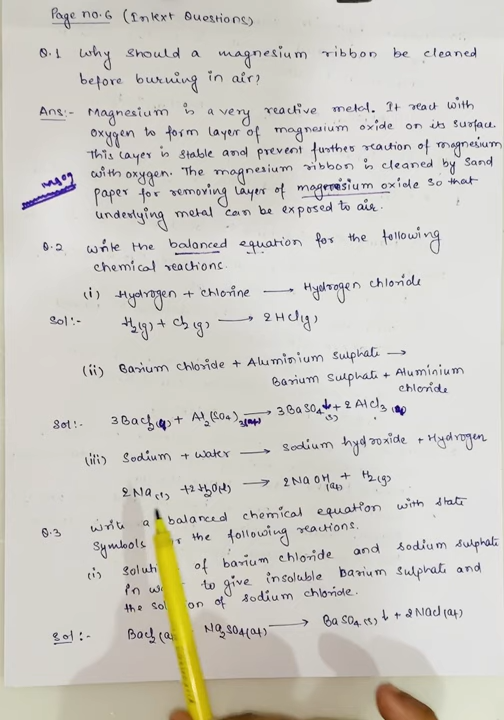 Page no.6 (Intext Questions)
Q.1 Why should a magnesium ribbon be cleaned
before burning in air?
Ans:- Magnesium is a very reactive metal. It react with
oxygen to form layer of magnesium oxide on its surface.
This layer is stable and prevent further reaction of magnesium
with oxygen. The magnesium ribbon is cleaned by sand
paper for removing layer of magnesium oxide so that
underlying metal can be exposed to air.
Q.2 Write the balanced equation for the following
chemical reactions.
(i) Hydrogen + chlorine ⟶ Hydrogen chloride
Sol:- H₂(g) + Cl₂(g) ⟶ 2HCl(g)
(ii) Barium chloride + Aluminium sulphate ⟶
Barium sulphate + Aluminium
chloride
Sol:- 3BaCl₂ + Al₂(SO₄)₃(aq) ⟶ 3BaSO₄↓(s) + 2AlCl₃
(iii) Sodium + water ⟶ Sodium hydroxide + Hydrogen
2Na(s) + 2H₂O(l) ⟶ 2NaOH(aq) + H₂(g)
Q.3 Write a balanced chemical equation with state
symbols the following reactions.
(i) of barium chloride and sodium sulphate
in to give insoluble Barium sulphate and
the of sodium chloride.
Sol:- BaCl₂(aq) Na₂SO₄(aq) ⟶ BaSO₄(s)↓ + 2NaCl(aq)